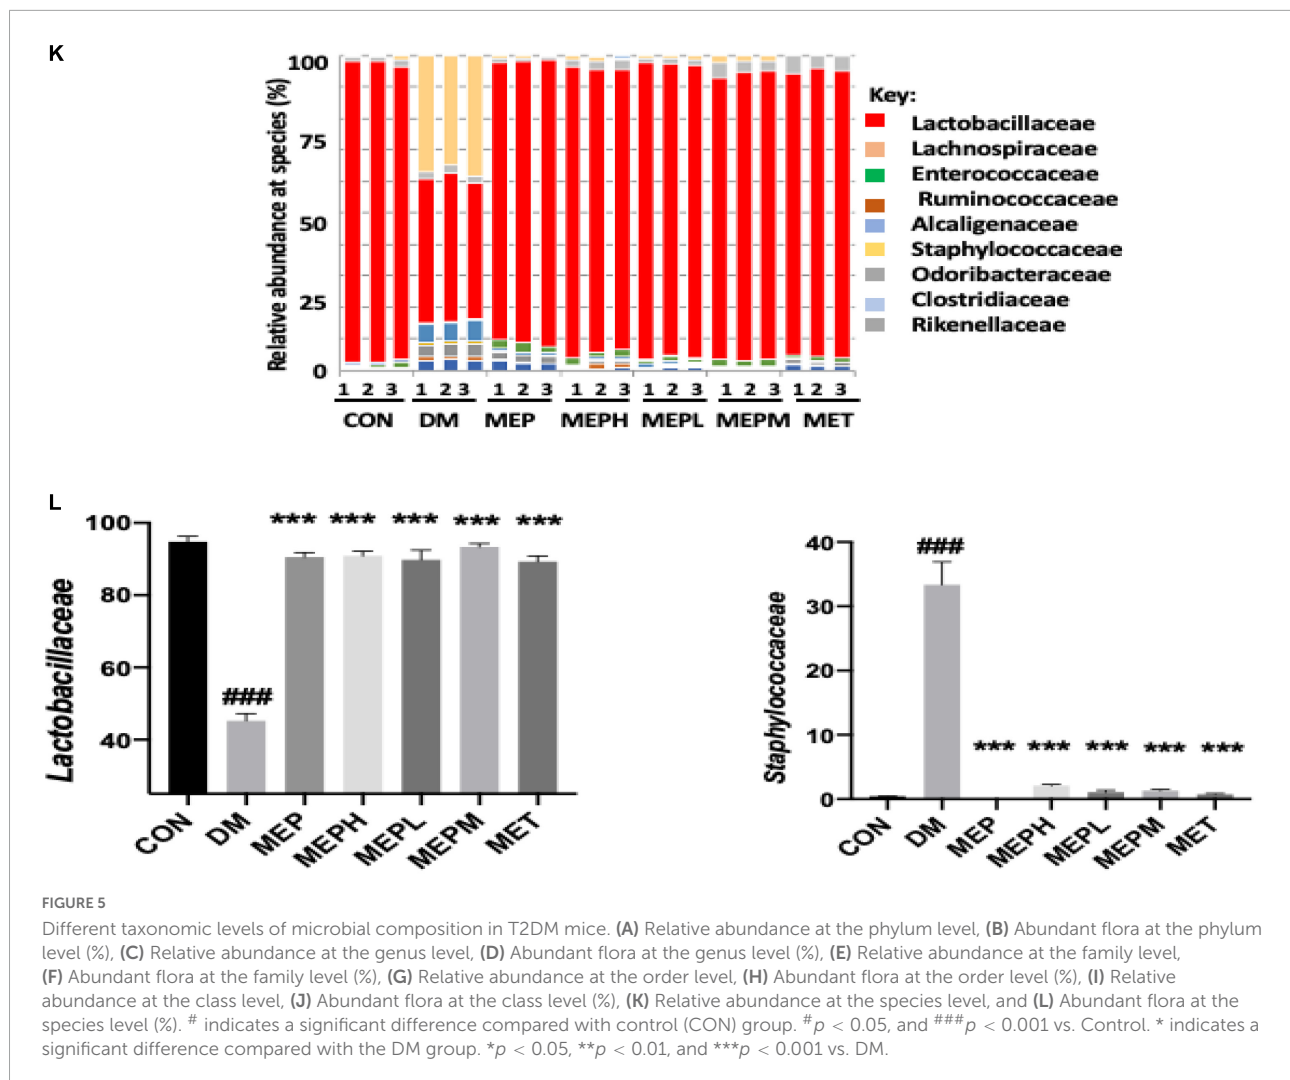 K
Relative abundance at species (%)
100
75
50
25
0
1 2 3 1 2 3 1 2 3 1 2 3 1 2 3 1 2 3 1 2 3
CON DM MEP MEPH MEPL MEPM MET
Key:
Lactobacillaceae
Lachnospiraceae
Enterococcaceae
Ruminococcaceae
Alcaligenaceae
Staphylococcaceae
Odoribacteraceae
Clostridiaceae
Rikenellaceae
L
Lactobacillaceae
100
80
60
40
###
*** *** *** *** ***
CON DM MEP MEPH MEPL MEPM MET
Staphylococcaceae
40
30
20
10
0
###
*** *** *** *** ***
CON DM MEP MEPH MEPL MEPM MET
FIGURE 5
Different taxonomic levels of microbial composition in T2DM mice. (A) Relative abundance at the phylum level, (B) Abundant flora at the phylum
level (%), (C) Relative abundance at the genus level, (D) Abundant flora at the genus level (%), (E) Relative abundance at the family level,
(F) Abundant flora at the family level (%), (G) Relative abundance at the order level, (H) Abundant flora at the order level (%), (I) Relative
abundance at the class level, (J) Abundant flora at the class level (%), (K) Relative abundance at the species level, and (L) Abundant flora at the
species level (%). # indicates a significant difference compared with control (CON) group. #p < 0.05, and ###p < 0.001 vs. Control. * indicates a
significant difference compared with the DM group. *p < 0.05, **p < 0.01, and ***p < 0.001 vs. DM.